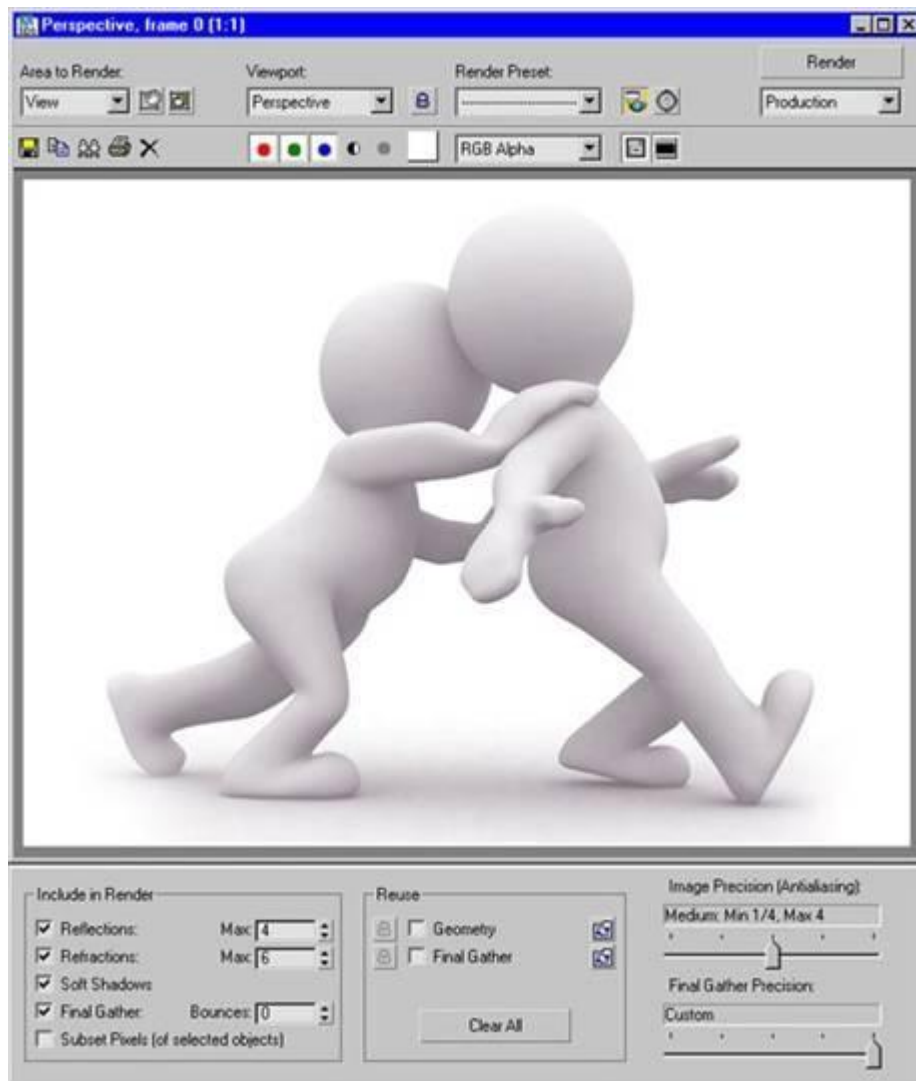 Perspective, frame 0 (1:1)
Area to Render:
Viewport:
Render Preset:
Render
View
Perspective
Production
RGB Alpha
Include in Render
Reflections: Max: 4
Refractions: Max: 6
Soft Shadows
Final Gather: Bounces: 0
Subset Pixels (of selected objects)
Reuse
Geometry
Final Gather
Clear All
Image Precision (Antialiasing):
Medium: Min 1/4, Max 4
Final Gather Precision:
Custom